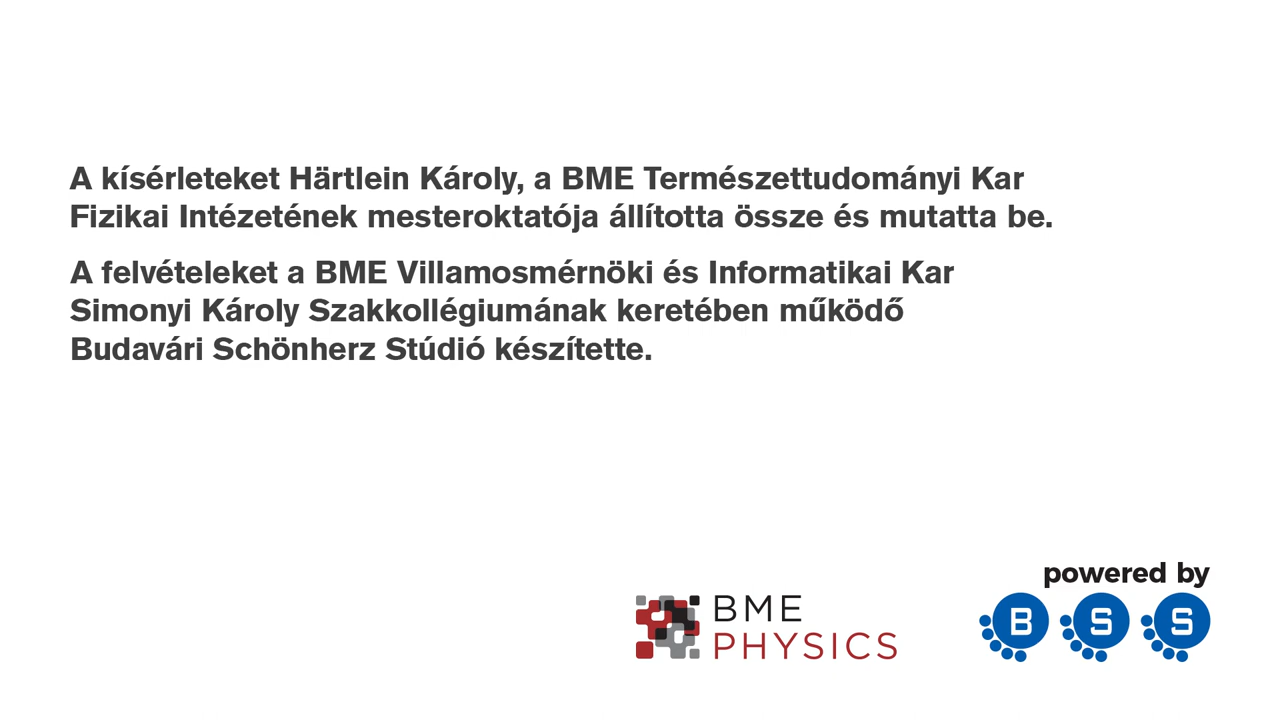 A kísérleteket Härtlein Károly, a BME Természettudományi Kar
Fizikai Intézetének mesteroktatója állította össze és mutatta be.
A felvételeket a BME Villamosmérnöki és Informatikai Kar
Simonyi Károly Szakkollégiumának keretében működő
Budavári Schönherz Stúdió készítette.
BME
PHYSICS
powered by
B S S